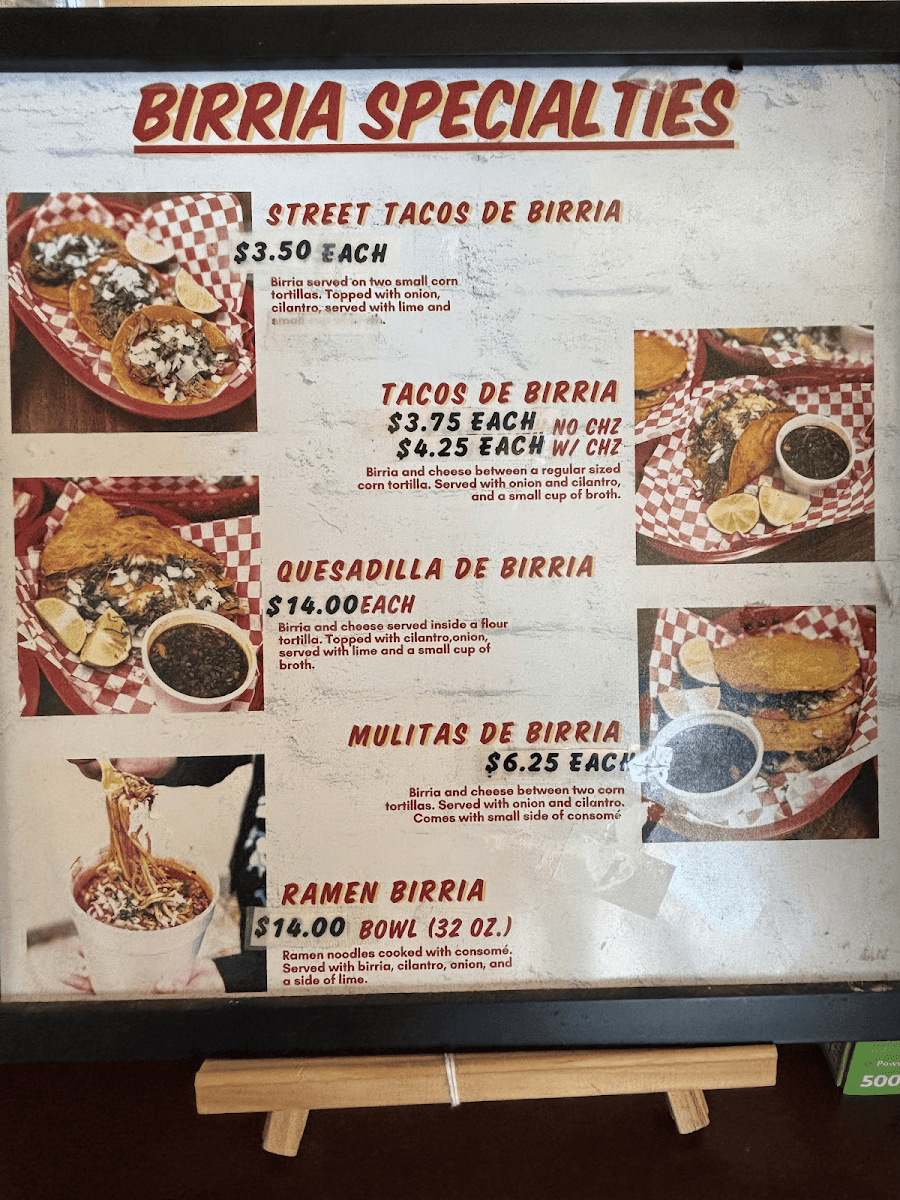 BIRRIA SPECIALTIES
STREET TACOS DE BIRRIA
$3.50 EACH
Birria served on two small corn
tortillas. Topped with onion,
cilantro, served with lime and
TACOS DE BIRRIA
$3.75 EACH NO CHZ
$4.25 EACH W/ CHZ
Birria and cheese between a regular sized
corn tortilla. Served with onion and cilantro,
and a small cup of broth.
QUESADILLA DE BIRRIA
$14.00EACH
Birria and cheese served inside a flour
tortilla. Topped with cilantro,onion,
served with lime and a small cup of
broth.
MULITAS DE BIRRIA
$6.25 EACH
Birria and cheese between two corn
tortillas. Served with onion and cilantro.
Comes with small side of consomé
RAMEN BIRRIA
$14.00 BOWL (32 OZ.)
Ramen noodles cooked with consomé.
Served with birria, cilantro, onion, and
a side of lime.
500